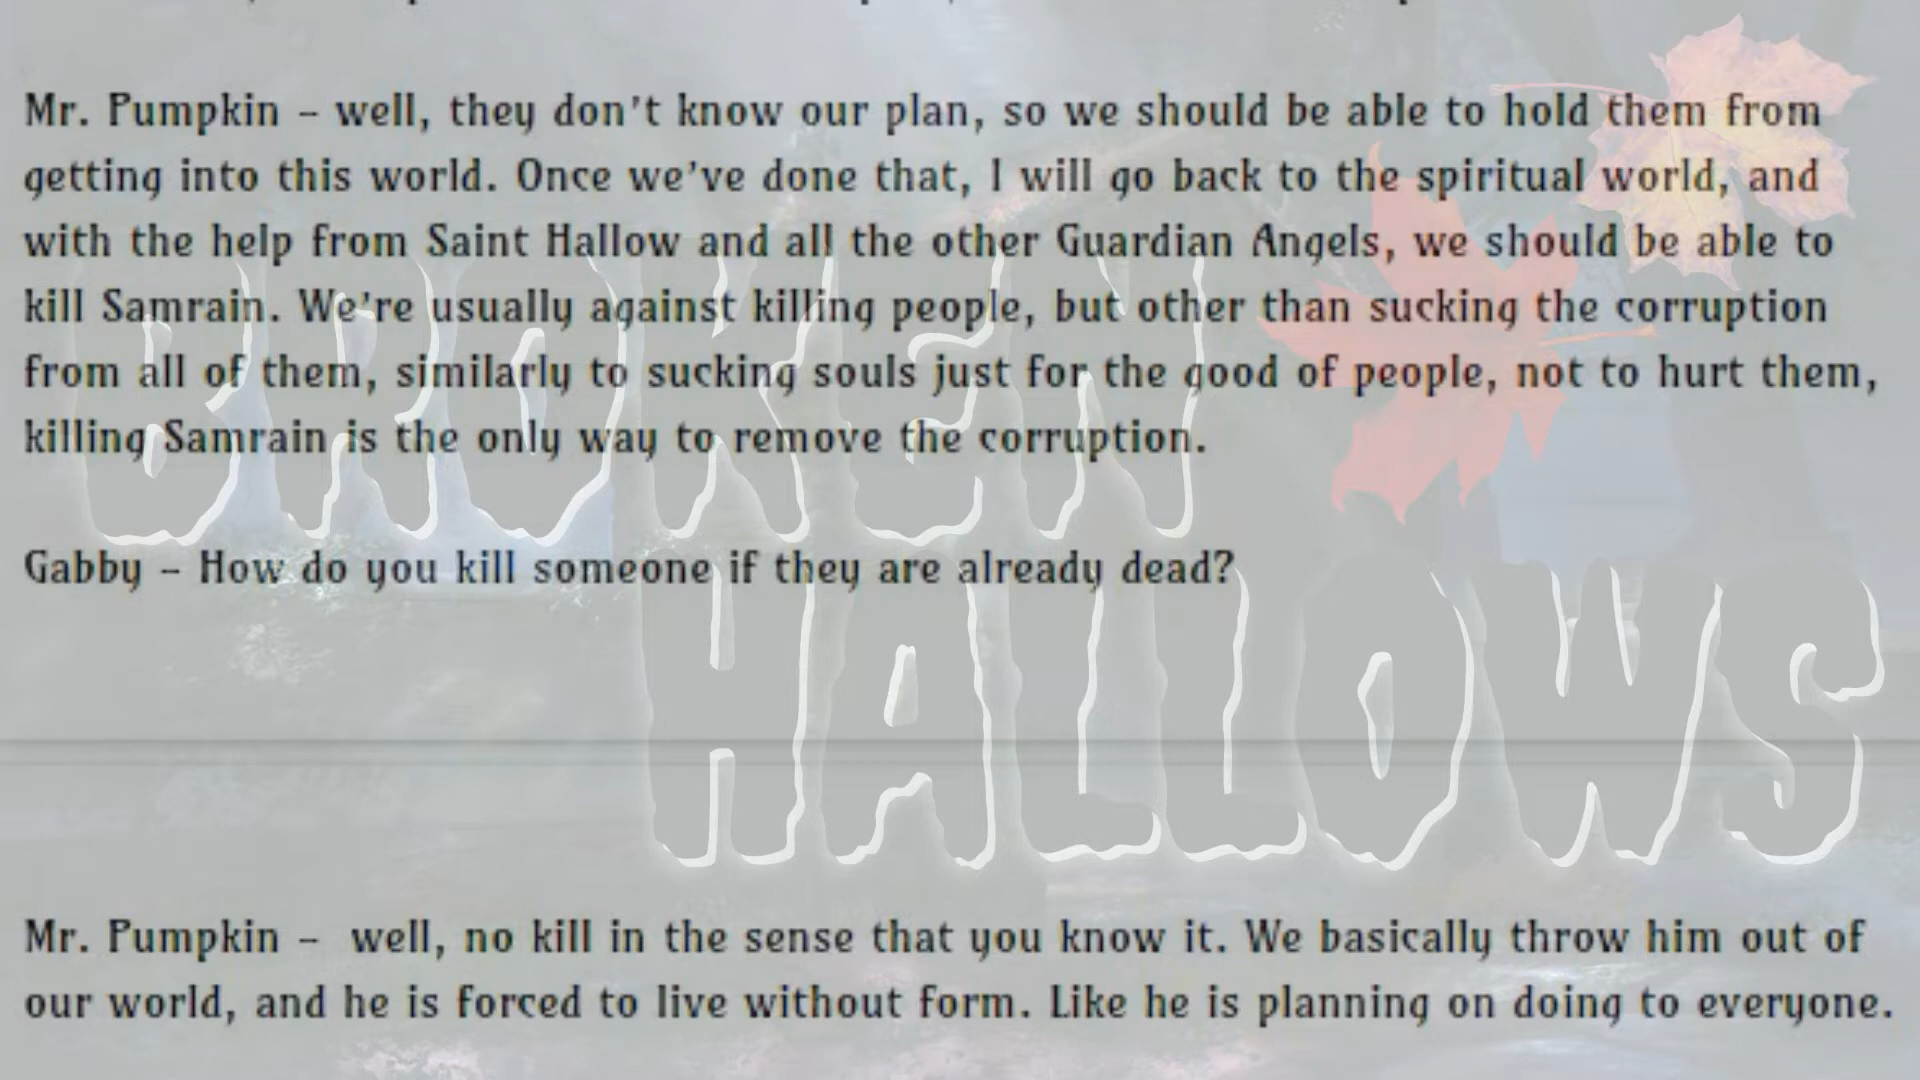 Mr. Pumpkin – well, they don't know our plan, so we should be able to hold them from
getting into this world. Once we've done that, I will go back to the spiritual world, and
with the help from Saint Hallow and all the other Guardian Angels, we should be able to
kill Samrain. We're usually against killing people, but other than sucking the corruption
from all of them, similarly to sucking souls just for the good of people, not to hurt them,
killing Samrain is the only way to remove the corruption.
BROKEN
Gabby – How do you kill someone if they are already dead?
HALLOWS
Mr. Pumpkin – well, no kill in the sense that you know it. We basically throw him out of
our world, and he is forced to live without form. Like he is planning on doing to everyone.